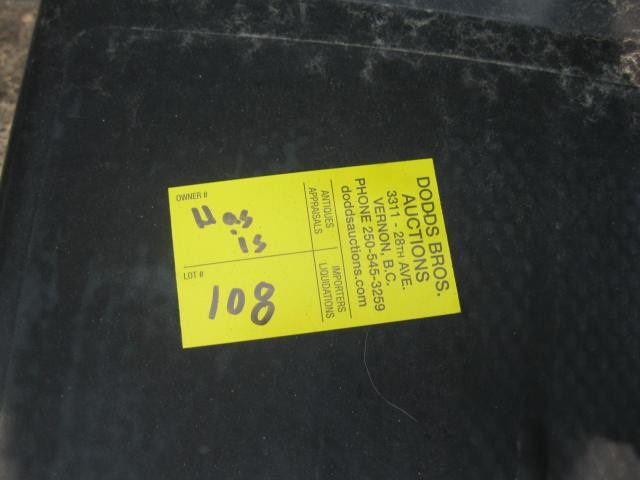 OWNER #
as
is
LOT #
108
ANTIQUES
APPRAISALS
IMPORTERS
LIQUIDATIONS
DODDS BROS.
AUCTIONS
3311 - 28TH AVE.
VERNON, B.C.
PHONE 250-545-3259
doddsauctions.com